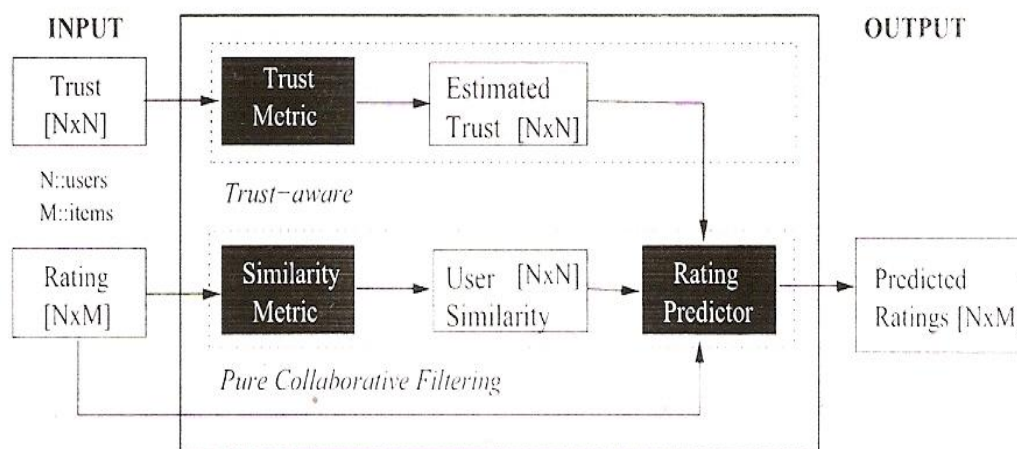 INPUT
OUTPUT
Trust
[NxN]
Trust
Metric
Estimated
Trust [NxN]
N::users
M::items
Trust-aware
Rating
[NxM]
Similarity
Metric
User [NxN]
Similarity
Rating
Predictor
Predicted
Ratings [NxM
Pure Collaborative Filtering